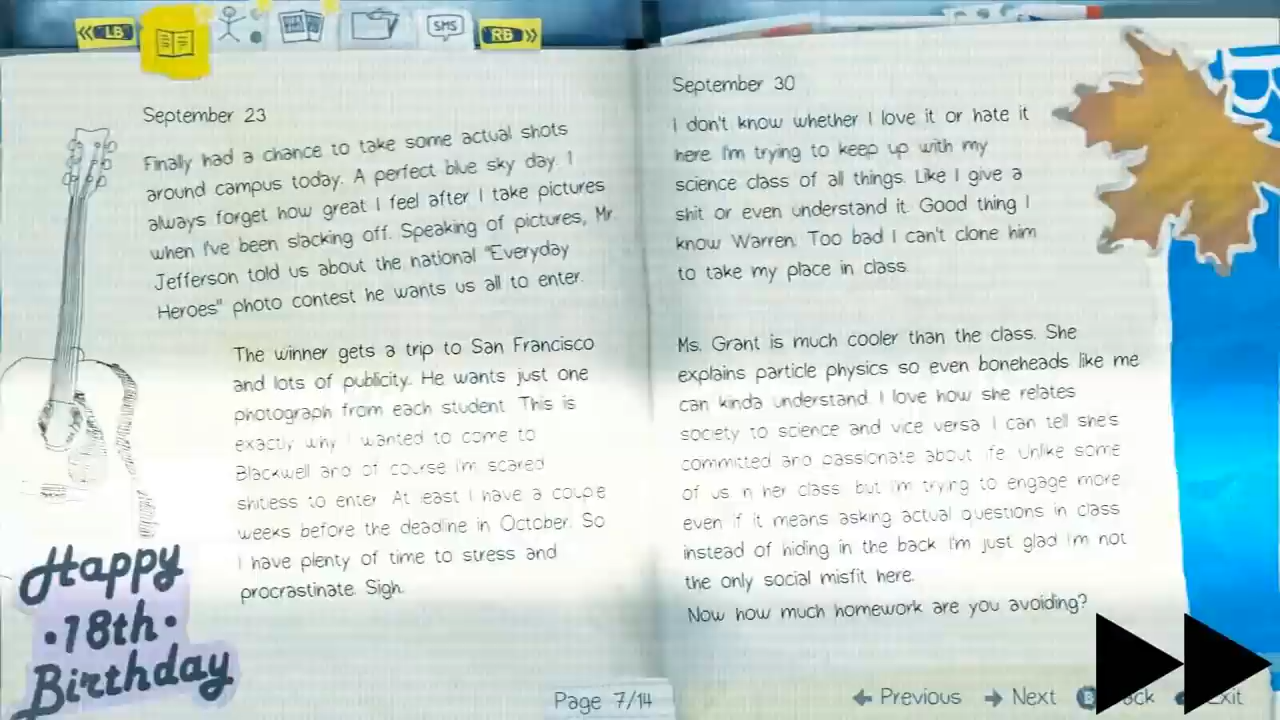 LB
SMS
RB
September 23
Finally had a chance to take some actual shots
around campus today. A perfect blue sky day. I
always forget how great I feel after I take pictures
when I've been slacking off. Speaking of pictures, Mr.
Jefferson told us about the national "Everyday
Heroes" photo contest he wants us all to enter.
The winner gets a trip to San Francisco
and lots of publicity. He wants just one
photograph from each student. This is
exactly why I wanted to come to
Blackwell and of course I'm scared
shitless to enter. At least I have a couple
weeks before the deadline in October. So
I have plenty of time to stress and
procrastinate. Sigh.
Happy
•18th•
Birthday
September 30
I don't know whether I love it or hate it
here. I'm trying to keep up with my
science class of all things. Like I give a
shit or even understand it. Good thing I
know Warren. Too bad I can't clone him
to take my place in class.
Ms. Grant is much cooler than the class. She
explains particle physics so even boneheads like me
can kinda understand. I love how she relates
society to science and vice versa. I can tell she's
committed and passionate about life. Unlike some
of us in her class, but I'm trying to engage more
even if it means asking actual questions in class
instead of hiding in the back. I'm just glad I'm not
the only social misfit here.
Now how much homework are you avoiding?
Page 7/14
Previous Next B